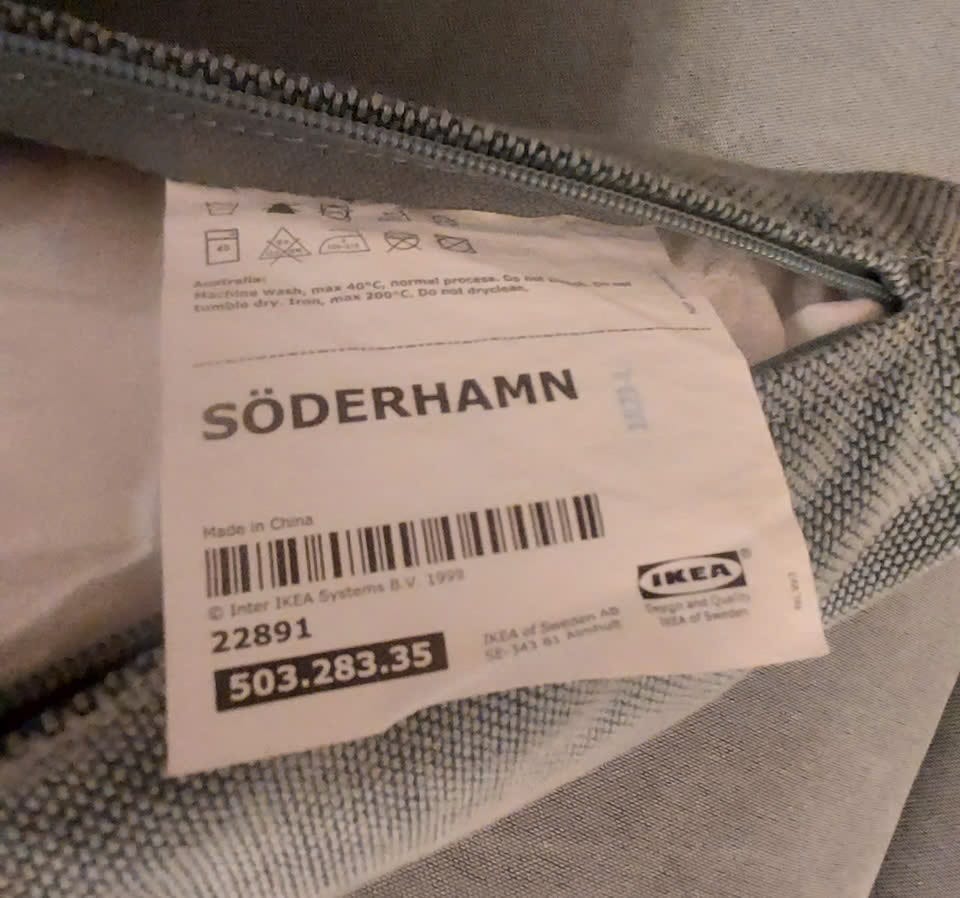 Australia:
Machine wash, max 40°C, normal process. Do not
tumble dry. Iron, max 200°C. Do not dryclean.
SÖDERHAMN
Made in China
© Inter IKEA Systems B.V. 1999
22891
503.283.35
IKEA of Sweden AB
SE-343 81 Älmhult
IKEA®
Design and Quality
IKEA of Sweden